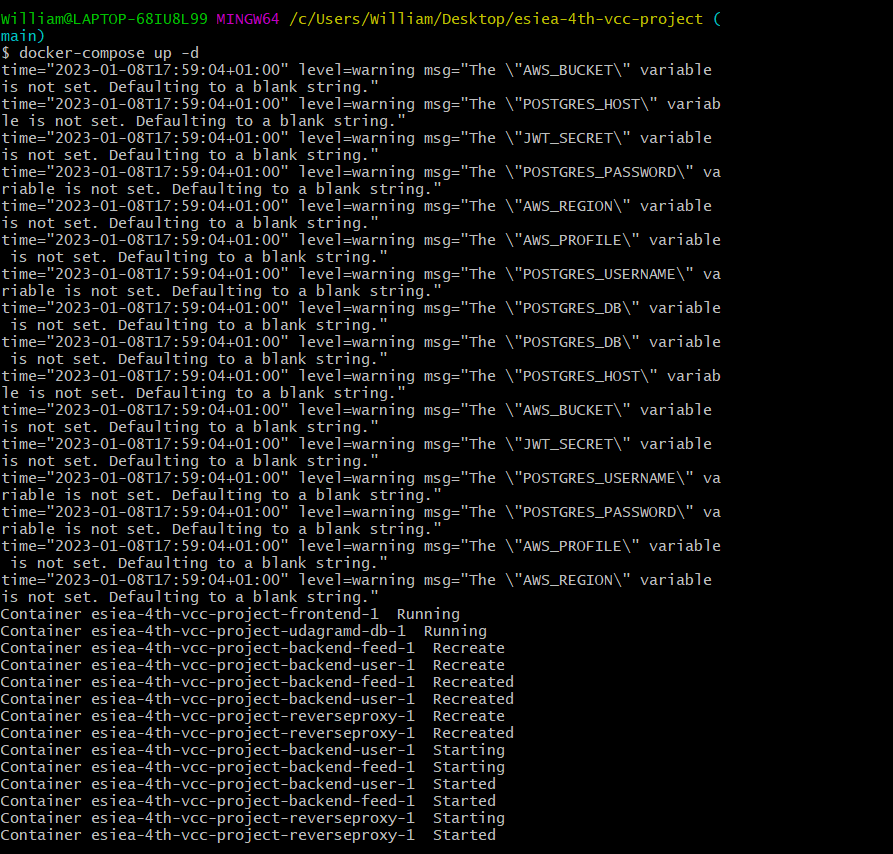 William@LAPTOP-68IU8L99 MINGW64 /c/Users/William/Desktop/esiea-4th-vcc-project (
main)
$ docker-compose up -d
time="2023-01-08T17:59:04+01:00" level=warning msg="The \"AWS_BUCKET\" variable
is not set. Defaulting to a blank string."
time="2023-01-08T17:59:04+01:00" level=warning msg="The \"POSTGRES_HOST\" variab
le is not set. Defaulting to a blank string."
time="2023-01-08T17:59:04+01:00" level=warning msg="The \"JWT_SECRET\" variable
is not set. Defaulting to a blank string."
time="2023-01-08T17:59:04+01:00" level=warning msg="The \"POSTGRES_PASSWORD\" va
riable is not set. Defaulting to a blank string."
time="2023-01-08T17:59:04+01:00" level=warning msg="The \"AWS_REGION\" variable
is not set. Defaulting to a blank string."
time="2023-01-08T17:59:04+01:00" level=warning msg="The \"AWS_PROFILE\" variable
 is not set. Defaulting to a blank string."
time="2023-01-08T17:59:04+01:00" level=warning msg="The \"POSTGRES_USERNAME\" va
riable is not set. Defaulting to a blank string."
time="2023-01-08T17:59:04+01:00" level=warning msg="The \"POSTGRES_DB\" variable
 is not set. Defaulting to a blank string."
time="2023-01-08T17:59:04+01:00" level=warning msg="The \"POSTGRES_DB\" variable
 is not set. Defaulting to a blank string."
time="2023-01-08T17:59:04+01:00" level=warning msg="The \"POSTGRES_HOST\" variab
le is not set. Defaulting to a blank string."
time="2023-01-08T17:59:04+01:00" level=warning msg="The \"AWS_BUCKET\" variable
is not set. Defaulting to a blank string."
time="2023-01-08T17:59:04+01:00" level=warning msg="The \"JWT_SECRET\" variable
is not set. Defaulting to a blank string."
time="2023-01-08T17:59:04+01:00" level=warning msg="The \"POSTGRES_USERNAME\" va
riable is not set. Defaulting to a blank string."
time="2023-01-08T17:59:04+01:00" level=warning msg="The \"POSTGRES_PASSWORD\" va
riable is not set. Defaulting to a blank string."
time="2023-01-08T17:59:04+01:00" level=warning msg="The \"AWS_PROFILE\" variable
 is not set. Defaulting to a blank string."
time="2023-01-08T17:59:04+01:00" level=warning msg="The \"AWS_REGION\" variable
is not set. Defaulting to a blank string."
Container esiea-4th-vcc-project-frontend-1  Running
Container esiea-4th-vcc-project-udagramd-db-1  Running
Container esiea-4th-vcc-project-backend-feed-1  Recreate
Container esiea-4th-vcc-project-backend-user-1  Recreate
Container esiea-4th-vcc-project-backend-feed-1  Recreated
Container esiea-4th-vcc-project-backend-user-1  Recreated
Container esiea-4th-vcc-project-reverseproxy-1  Recreate
Container esiea-4th-vcc-project-reverseproxy-1  Recreated
Container esiea-4th-vcc-project-backend-user-1  Starting
Container esiea-4th-vcc-project-backend-feed-1  Starting
Container esiea-4th-vcc-project-backend-user-1  Started
Container esiea-4th-vcc-project-backend-feed-1  Started
Container esiea-4th-vcc-project-reverseproxy-1  Starting
Container esiea-4th-vcc-project-reverseproxy-1  Started